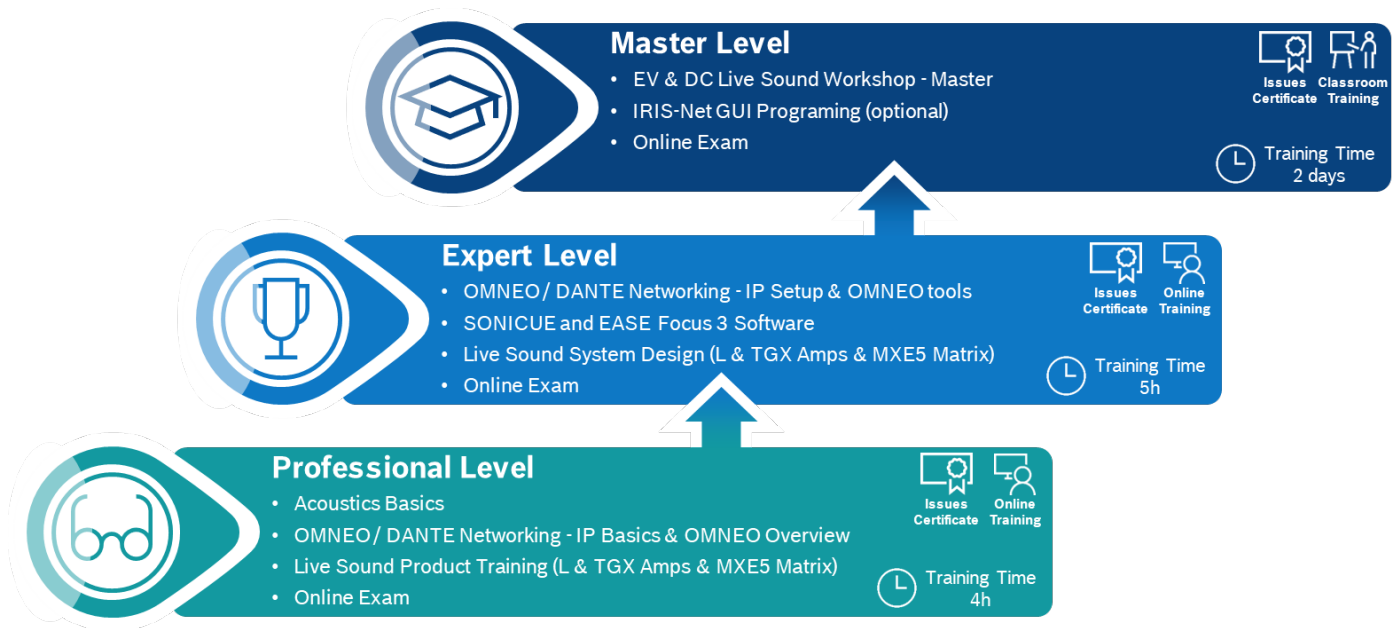 Master Level
• EV & DC Live Sound Workshop - Master
• IRIS-Net GUI Programing (optional)
• Online Exam
Issues
Certificate
Classroom
Training
Training Time
2 days
Expert Level
• OMNEO / DANTE Networking - IP Setup & OMNEO tools
• SONICUE and EASE Focus 3 Software
• Live Sound System Design (L & TGX Amps & MXE5 Matrix)
• Online Exam
Issues
Certificate
Online
Training
Training Time
5h
Professional Level
• Acoustics Basics
• OMNEO / DANTE Networking - IP Basics & OMNEO Overview
• Live Sound Product Training (L & TGX Amps & MXE5 Matrix)
• Online Exam
Issues
Certificate
Online
Training
Training Time
4h